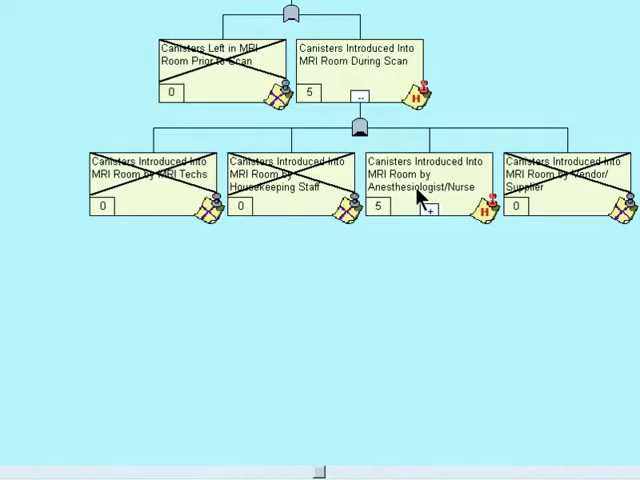 Canisters Left in MRI
Room Prior to Scan
0
Canisters Introduced Into
MRI Room During Scan
5
--
H
Canisters Introduced Into
MRI Room by MRI Techs
0
Canisters Introduced Into
MRI Room by
Housekeeping Staff
0
Canisters Introduced Into
MRI Room by
Anesthesiologist/Nurse
5
+
H
Canisters Introduced Into
MRI Room by Vendor/
Supplier
0